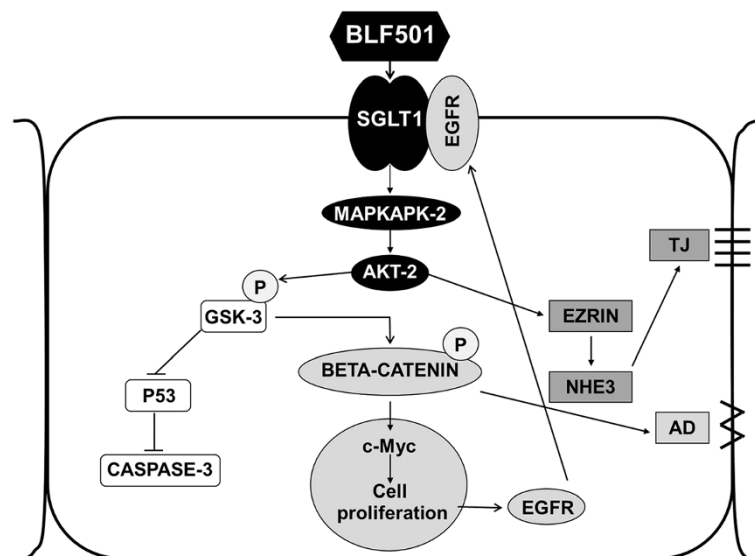 BLF501
SGLT1
EGFR
MAPKAPK-2
TJ
AKT-2
P
GSK-3
EZRIN
P
BETA-CATENIN
NHE3
P53
AD
c-Myc
CASPASE-3
Cell
proliferation
EGFR